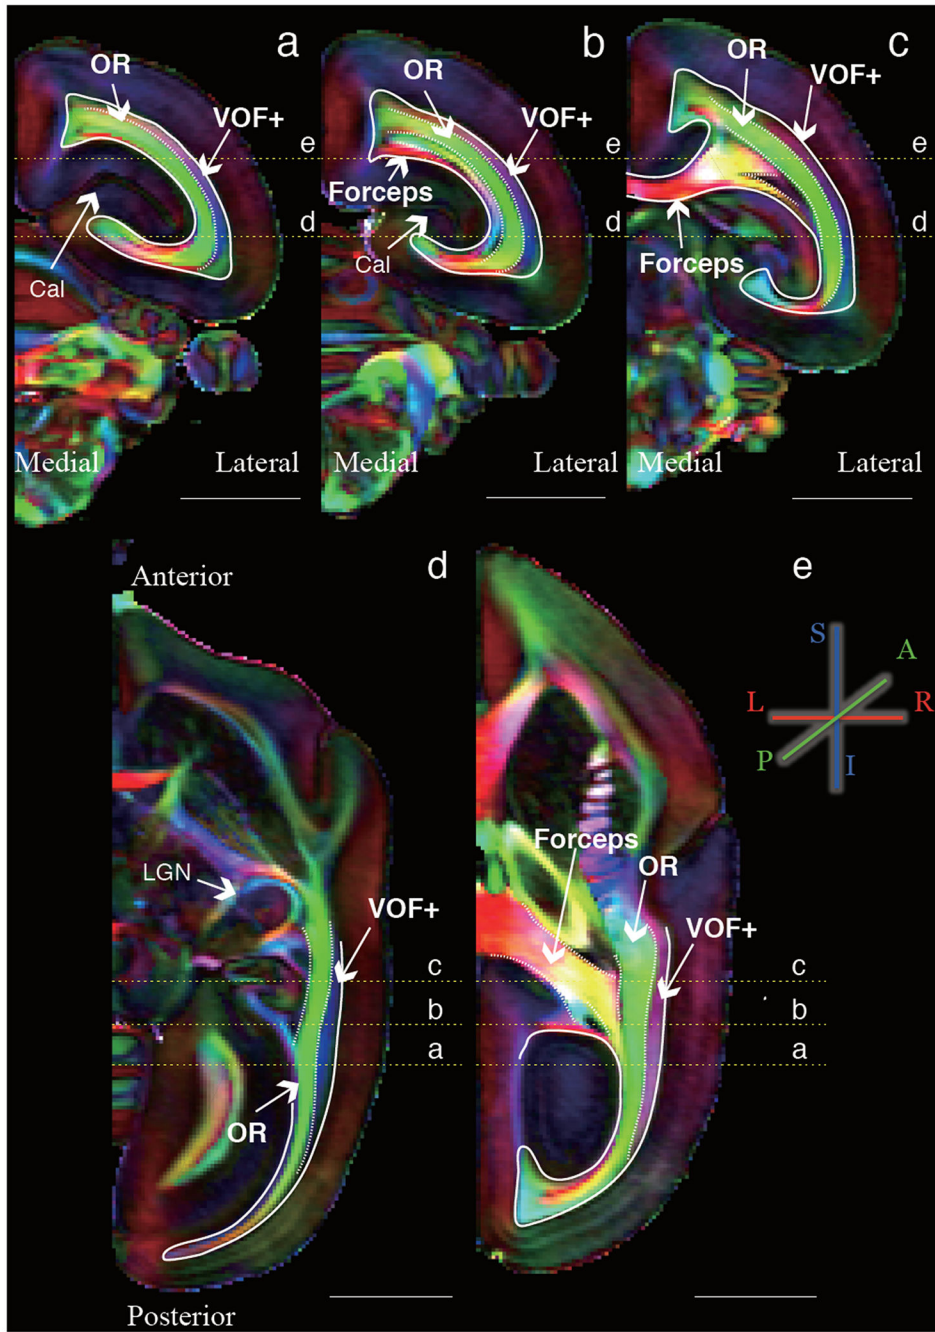 a
OR
VOF+
e
d
Cal
Medial
Lateral
b
OR
VOF+
e
Forceps
d
Cal
Medial
Lateral
c
OR
VOF+
e
d
Forceps
Medial
Lateral
Anterior
d
LGN
VOF+
c
b
a
OR
Posterior
e
Forceps
OR
VOF+
c
b
a
S
A
L
R
P
I